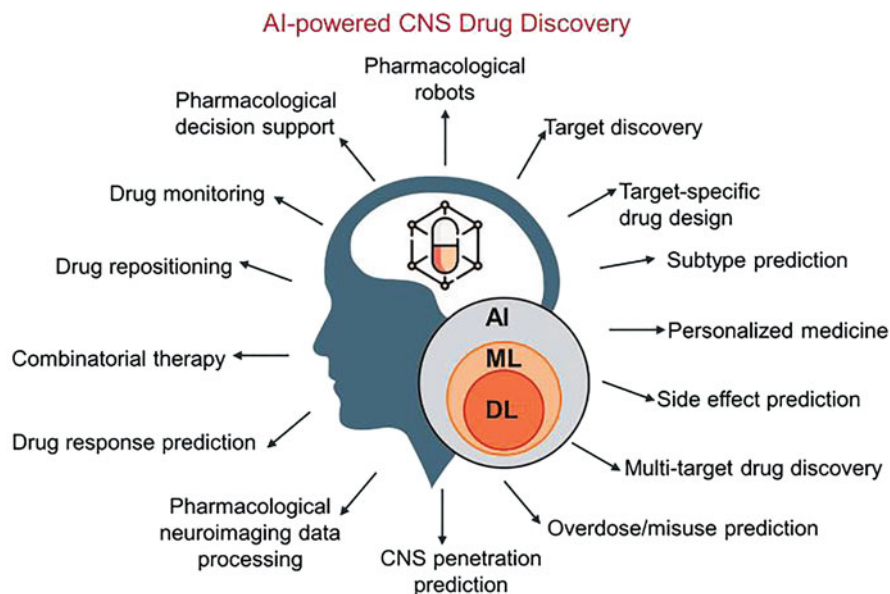 AI-powered CNS Drug Discovery
Pharmacological
robots
Pharmacological
decision support
Target discovery
Drug monitoring
Target-specific
drug design
Drug repositioning
Subtype prediction
AI
Personalized medicine
Combinatorial therapy
ML
Side effect prediction
DL
Drug response prediction
Multi-target drug discovery
Pharmacological
neuroimaging data
processing
Overdose/misuse prediction
CNS penetration
prediction